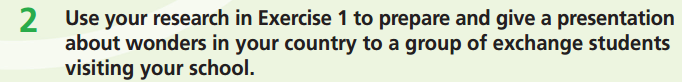 2 Use your research in Exercise 1 to prepare and give a presentation
about wonders in your country to a group of exchange students
visiting your school.